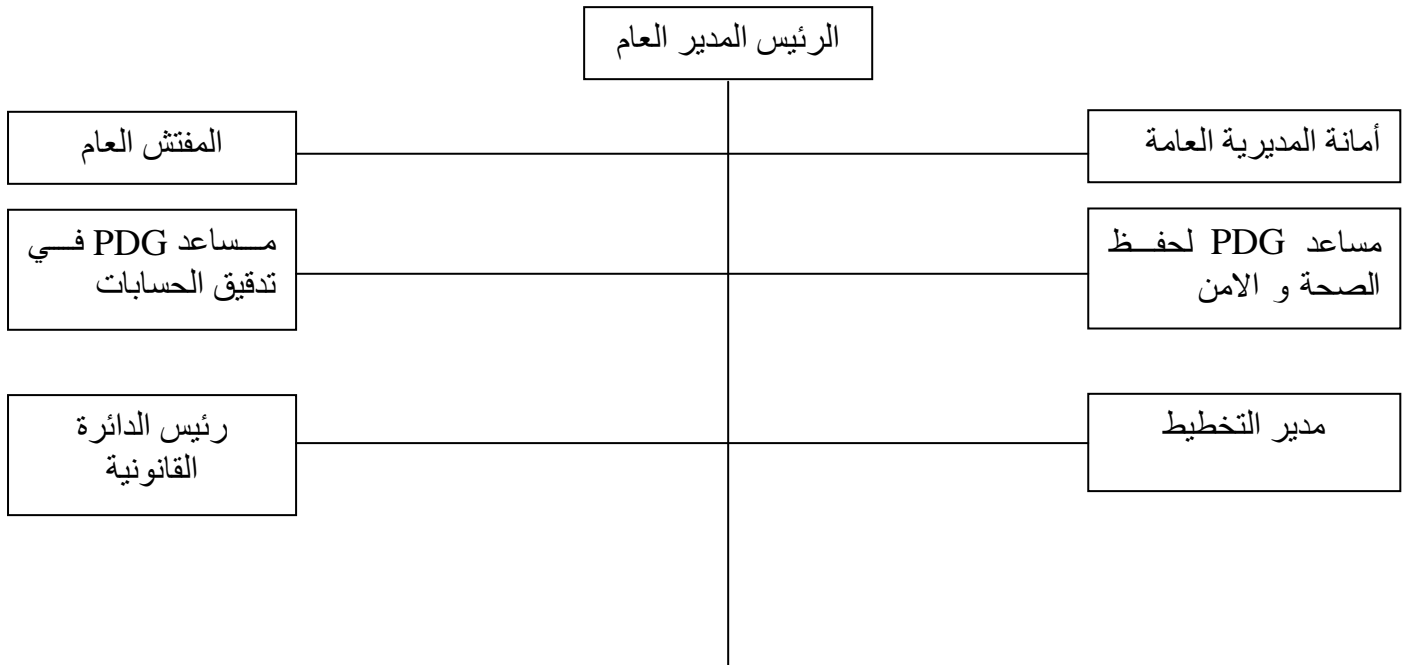 الرئيس المدير العام
أمانة المديرية العامة
المفتش العام
مساعد PDG لحفظ
الصحة و الامن
مساعد PDG في
تدقيق الحسابات
مدير التخطيط
رئيس الدائرة
القانونية